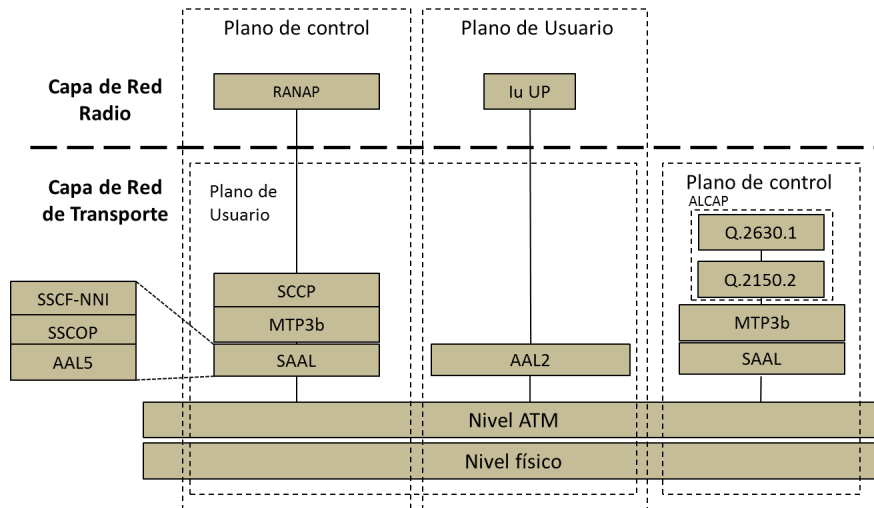 Plano de control
Plano de Usuario
Capa de Red
Radio
RANAP
Iu UP
Capa de Red
de Transporte
Plano de
Usuario
Plano de control
ALCAP
Q.2630.1
Q.2150.2
SSCF-NNI
SSCOP
AAL5
SCCP
MTP3b
SAAL
AAL2
MTP3b
SAAL
Nivel ATM
Nivel físico